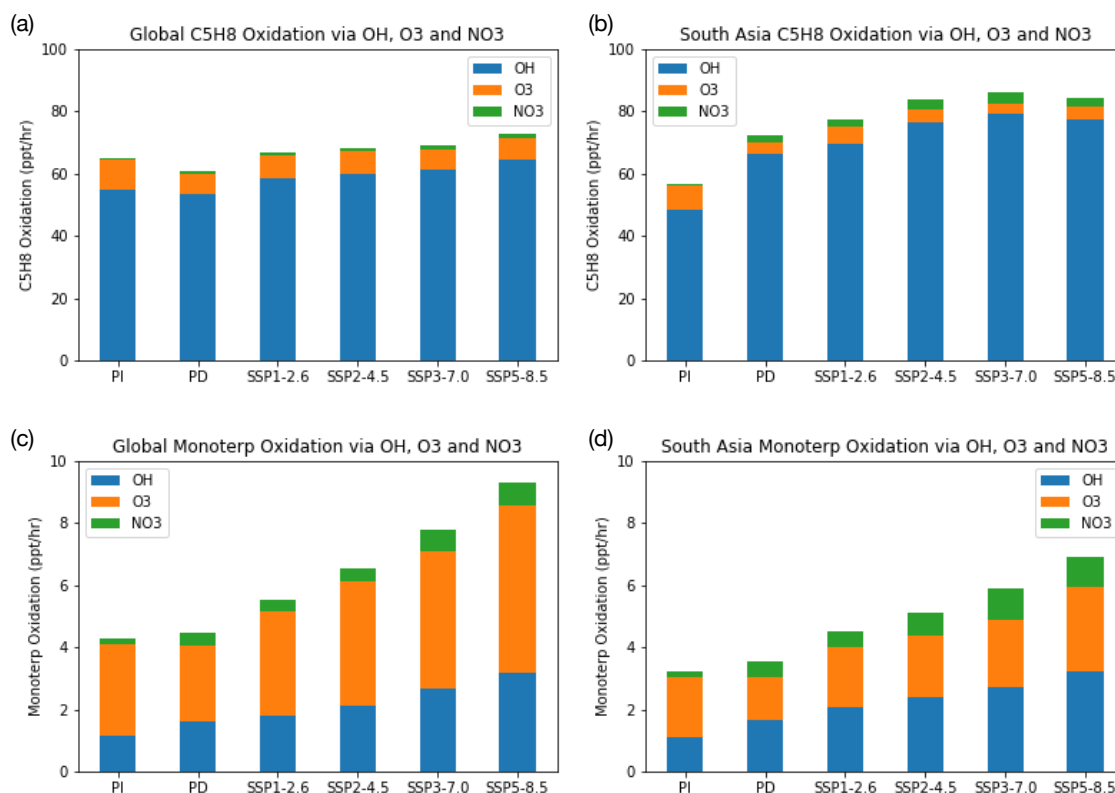 (a)
Global C5H8 Oxidation via OH, O3 and NO3
C5H8 Oxidation (ppt/hr)
100
80
60
40
20
0
OH
O3
NO3
PI
PD
SSP1-2.6
SSP2-4.5
SSP3-7.0
SSP5-8.5
(b)
South Asia C5H8 Oxidation via OH, O3 and NO3
C5H8 Oxidation (ppt/hr)
100
80
60
40
20
0
OH
O3
NO3
PI
PD
SSP1-2.6
SSP2-4.5
SSP3-7.0
SSP5-8.5
(c)
Global Monoterp Oxidation via OH, O3 and NO3
Monoterp Oxidation (ppt/hr)
10
8
6
4
2
0
OH
O3
NO3
PI
PD
SSP1-2.6
SSP2-4.5
SSP3-7.0
SSP5-8.5
(d)
South Asia Monoterp Oxidation via OH, O3 and NO3
Monoterp Oxidation (ppt/hr)
10
8
6
4
2
0
OH
O3
NO3
PI
PD
SSP1-2.6
SSP2-4.5
SSP3-7.0
SSP5-8.5